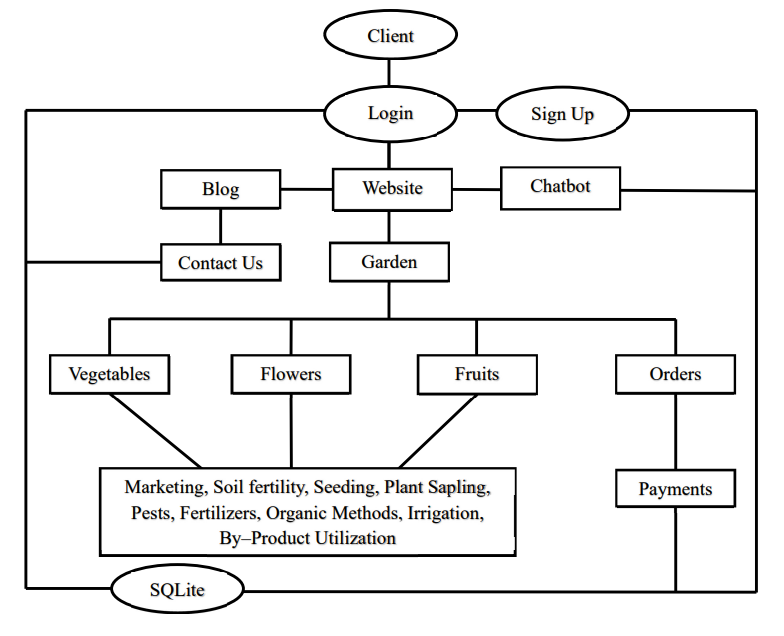 Client
Login
Sign Up
Blog
Website
Chatbot
Contact Us
Garden
Vegetables
Flowers
Fruits
Orders
Marketing, Soil fertility, Seeding, Plant Sapling,
Pests, Fertilizers, Organic Methods, Irrigation,
By–Product Utilization
Payments
SQLite